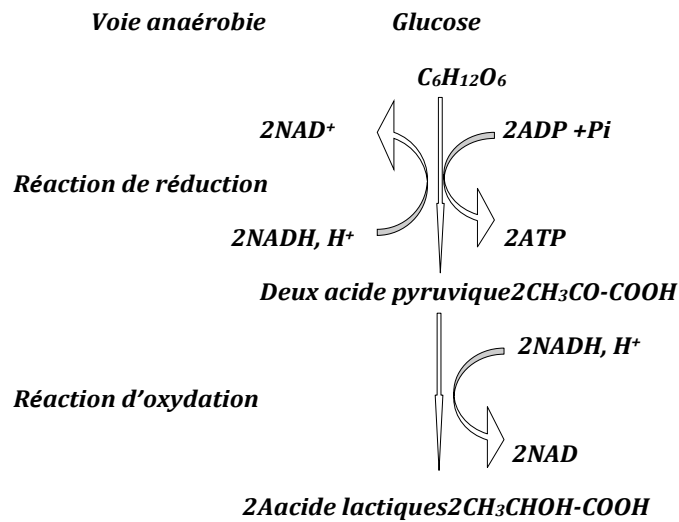 Voie anaérobie Glucose
C₆H₁₂O₆
2NAD⁺ 2ADP +Pi
Réaction de réduction
2NADH, H⁺ 2ATP
Deux acide pyruvique2CH₃CO-COOH
2NADH, H⁺
Réaction d’oxydation
2NAD
2Aacide lactiques2CH₃CHOH-COOH